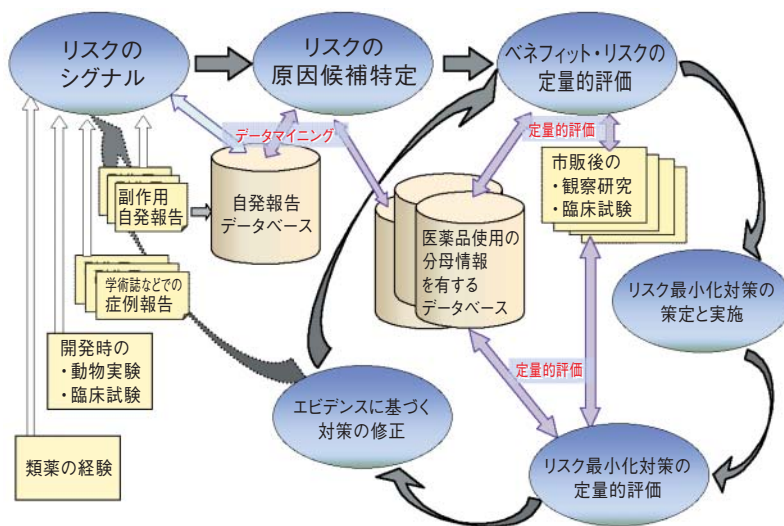 リスクの
シグナル
リスクの
原因候補特定
ベネフィット・リスクの
定量的評価
データマイニング
定量的評価
副作用
自発報告
自発報告
データベース
市販後の
・観察研究
・臨床試験
医薬品使用の
分母情報
を有する
データベース
学術誌などでの
症例報告
リスク最小化対策の
策定と実施
開発時の
・動物実験
・臨床試験
定量的評価
エビデンスに基づく
対策の修正
類薬の経験
リスク最小化対策の
定量的評価